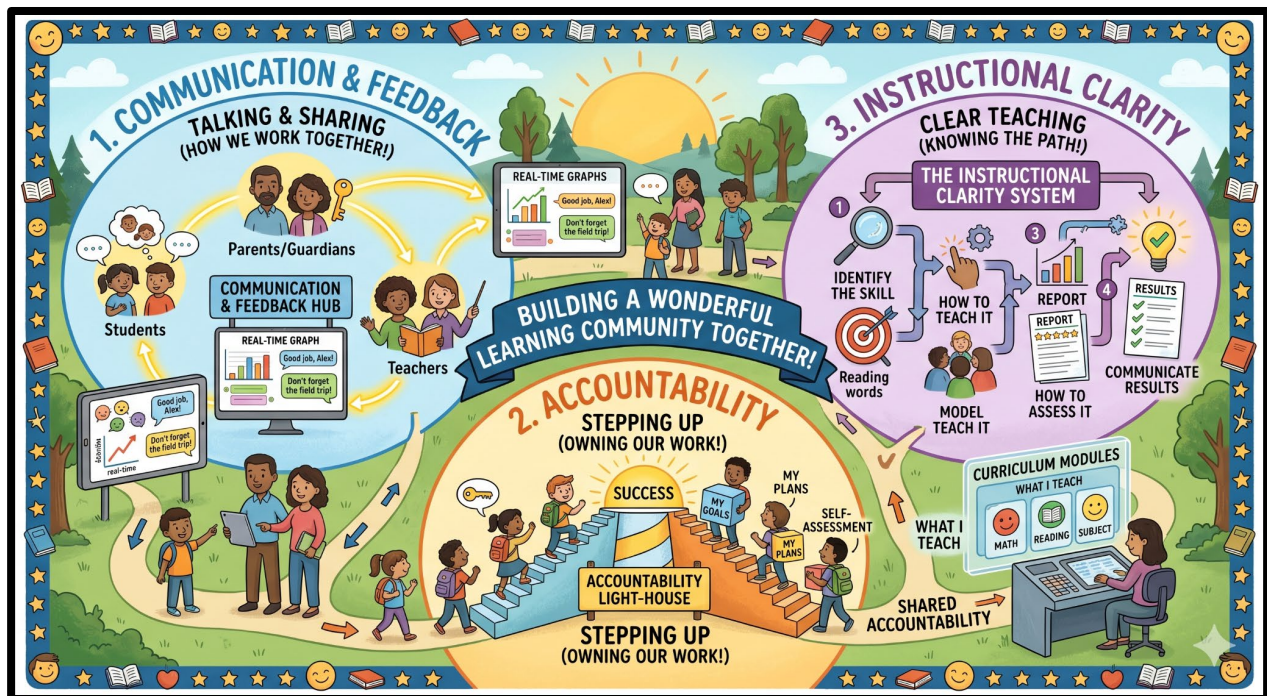 1. COMMUNICATION & FEEDBACK
TALKING & SHARING
(HOW WE WORK TOGETHER!)
Parents/Guardians
Students
COMMUNICATION
& FEEDBACK HUB
REAL-TIME GRAPH
Good job, Alex!
Don't forget
the field trip!
Teachers
REAL-TIME GRAPHS
Good job, Alex!
Don't forget
the field trip!
Good job,
Alex!
Don't forget
the field trip!
real-time
BUILDING A WONDERFUL
LEARNING COMMUNITY TOGETHER!
2. ACCOUNTABILITY
STEPPING UP
(OWNING OUR WORK!)
SUCCESS
MY
GOALS
MY
PLANS
MY
PLANS
SELF-
ASSESSMENT
ACCOUNTABILITY
LIGHT-HOUSE
STEPPING UP
(OWNING OUR WORK!)
3. INSTRUCTIONAL CLARITY
CLEAR TEACHING
(KNOWING THE PATH!)
THE INSTRUCTIONAL
CLARITY SYSTEM
1
IDENTIFY
THE SKILL
Reading
words
HOW TO
TEACH IT
MODEL
TEACH IT
3
REPORT
REPORT
HOW TO
ASSESS IT
4
RESULTS
COMMUNICATE
RESULTS
CURRICULUM MODULES
WHAT I TEACH
MATH
READING
SUBJECT
WHAT I
TEACH
SHARED
ACCOUNTABILITY